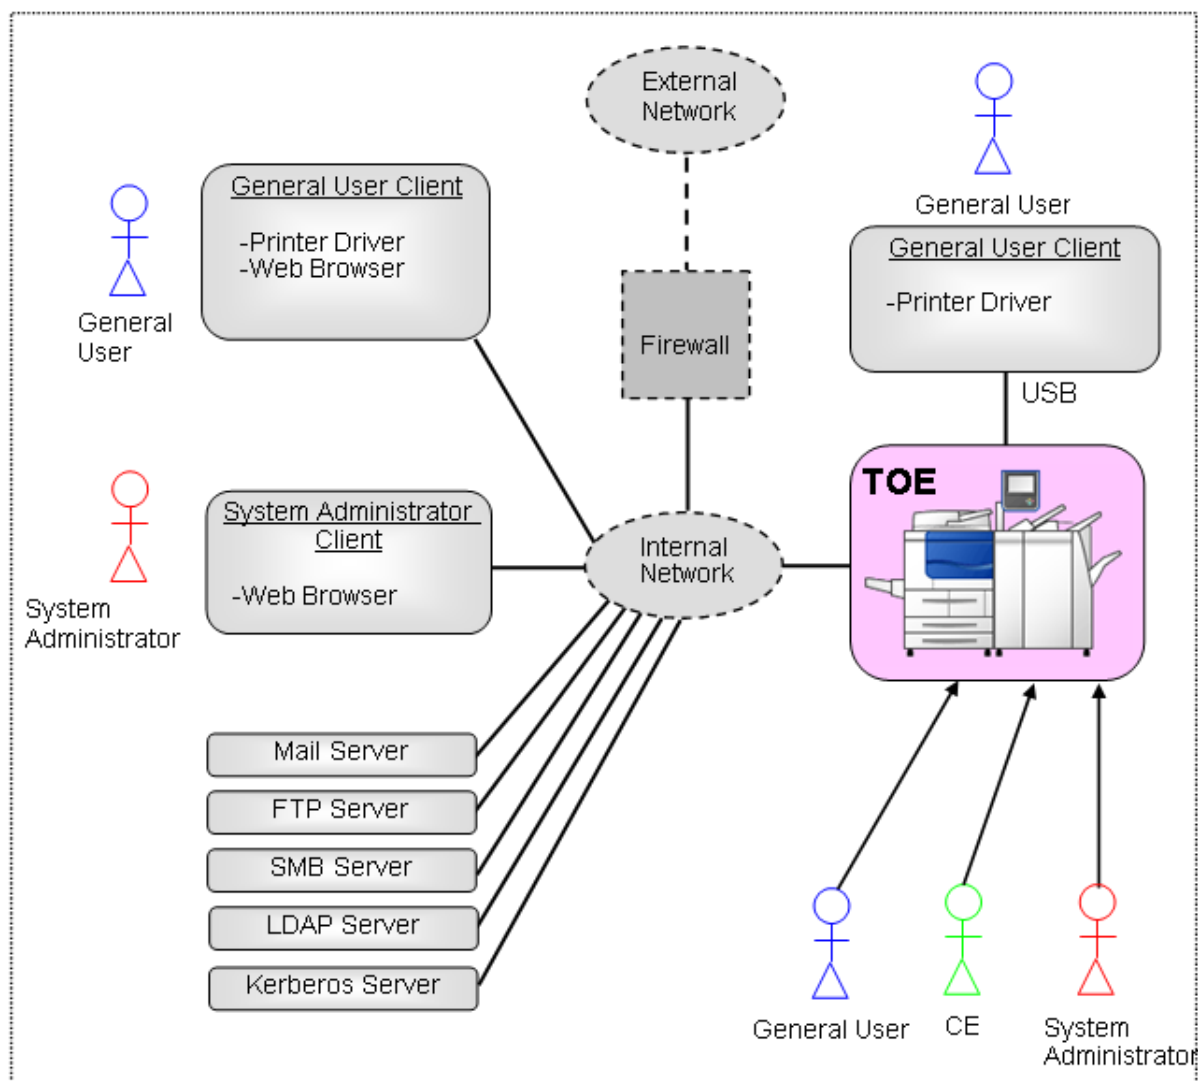 External
Network
General User
General User Client
-Printer Driver
-Web Browser
General
User
General User Client
-Printer Driver
Firewall
USB
TOE
System Administrator
Client
-Web Browser
System
Administrator
Internal
Network
Mail Server
FTP Server
SMB Server
LDAP Server
Kerberos Server
General User
CE
System
Administrator